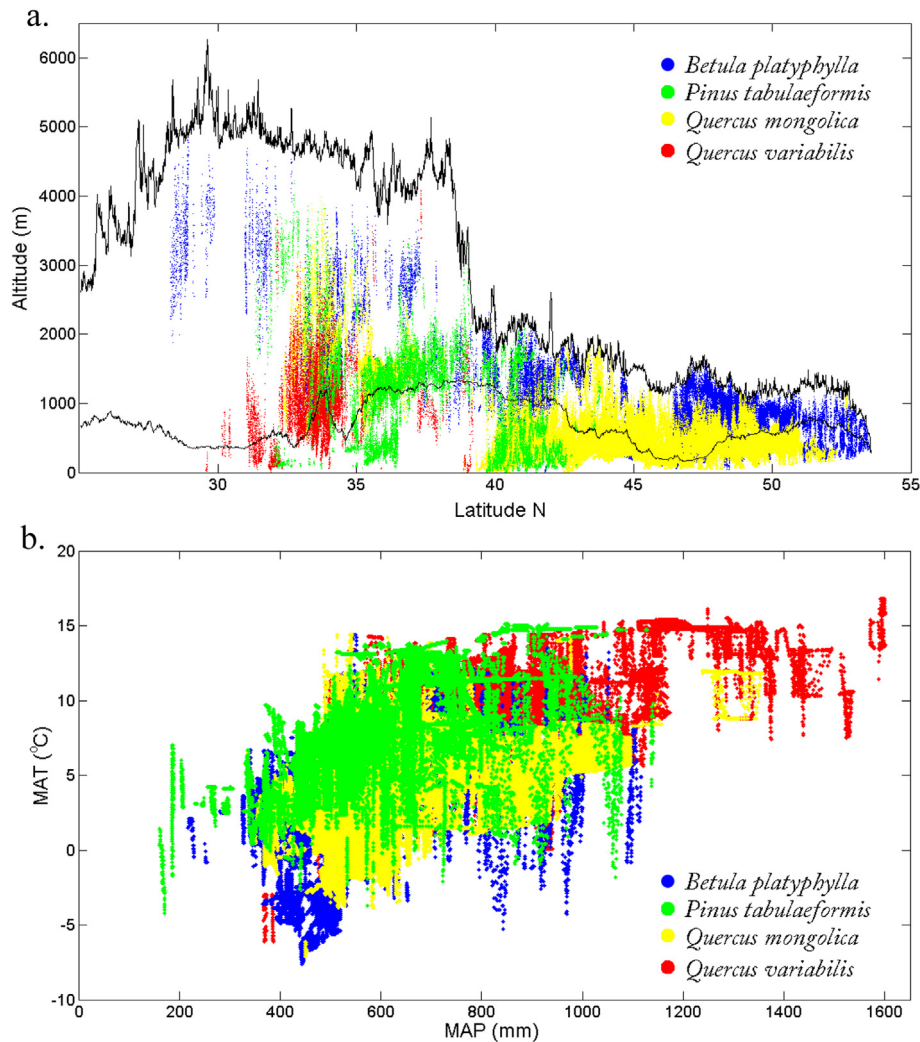 a.
6000
5000
4000
3000
2000
1000
0
Altitude (m)
Betula platyphylla
Pinus tabulaeformis
Quercus mongolica
Quercus variabilis
30 35 40 45 50 55
Latitude N
b.
20
15
10
5
0
-5
-10
MAT (°C)
Betula platyphylla
Pinus tabulaeformis
Quercus mongolica
Quercus variabilis
0 200 400 600 800 1000 1200 1400 1600
MAP (mm)